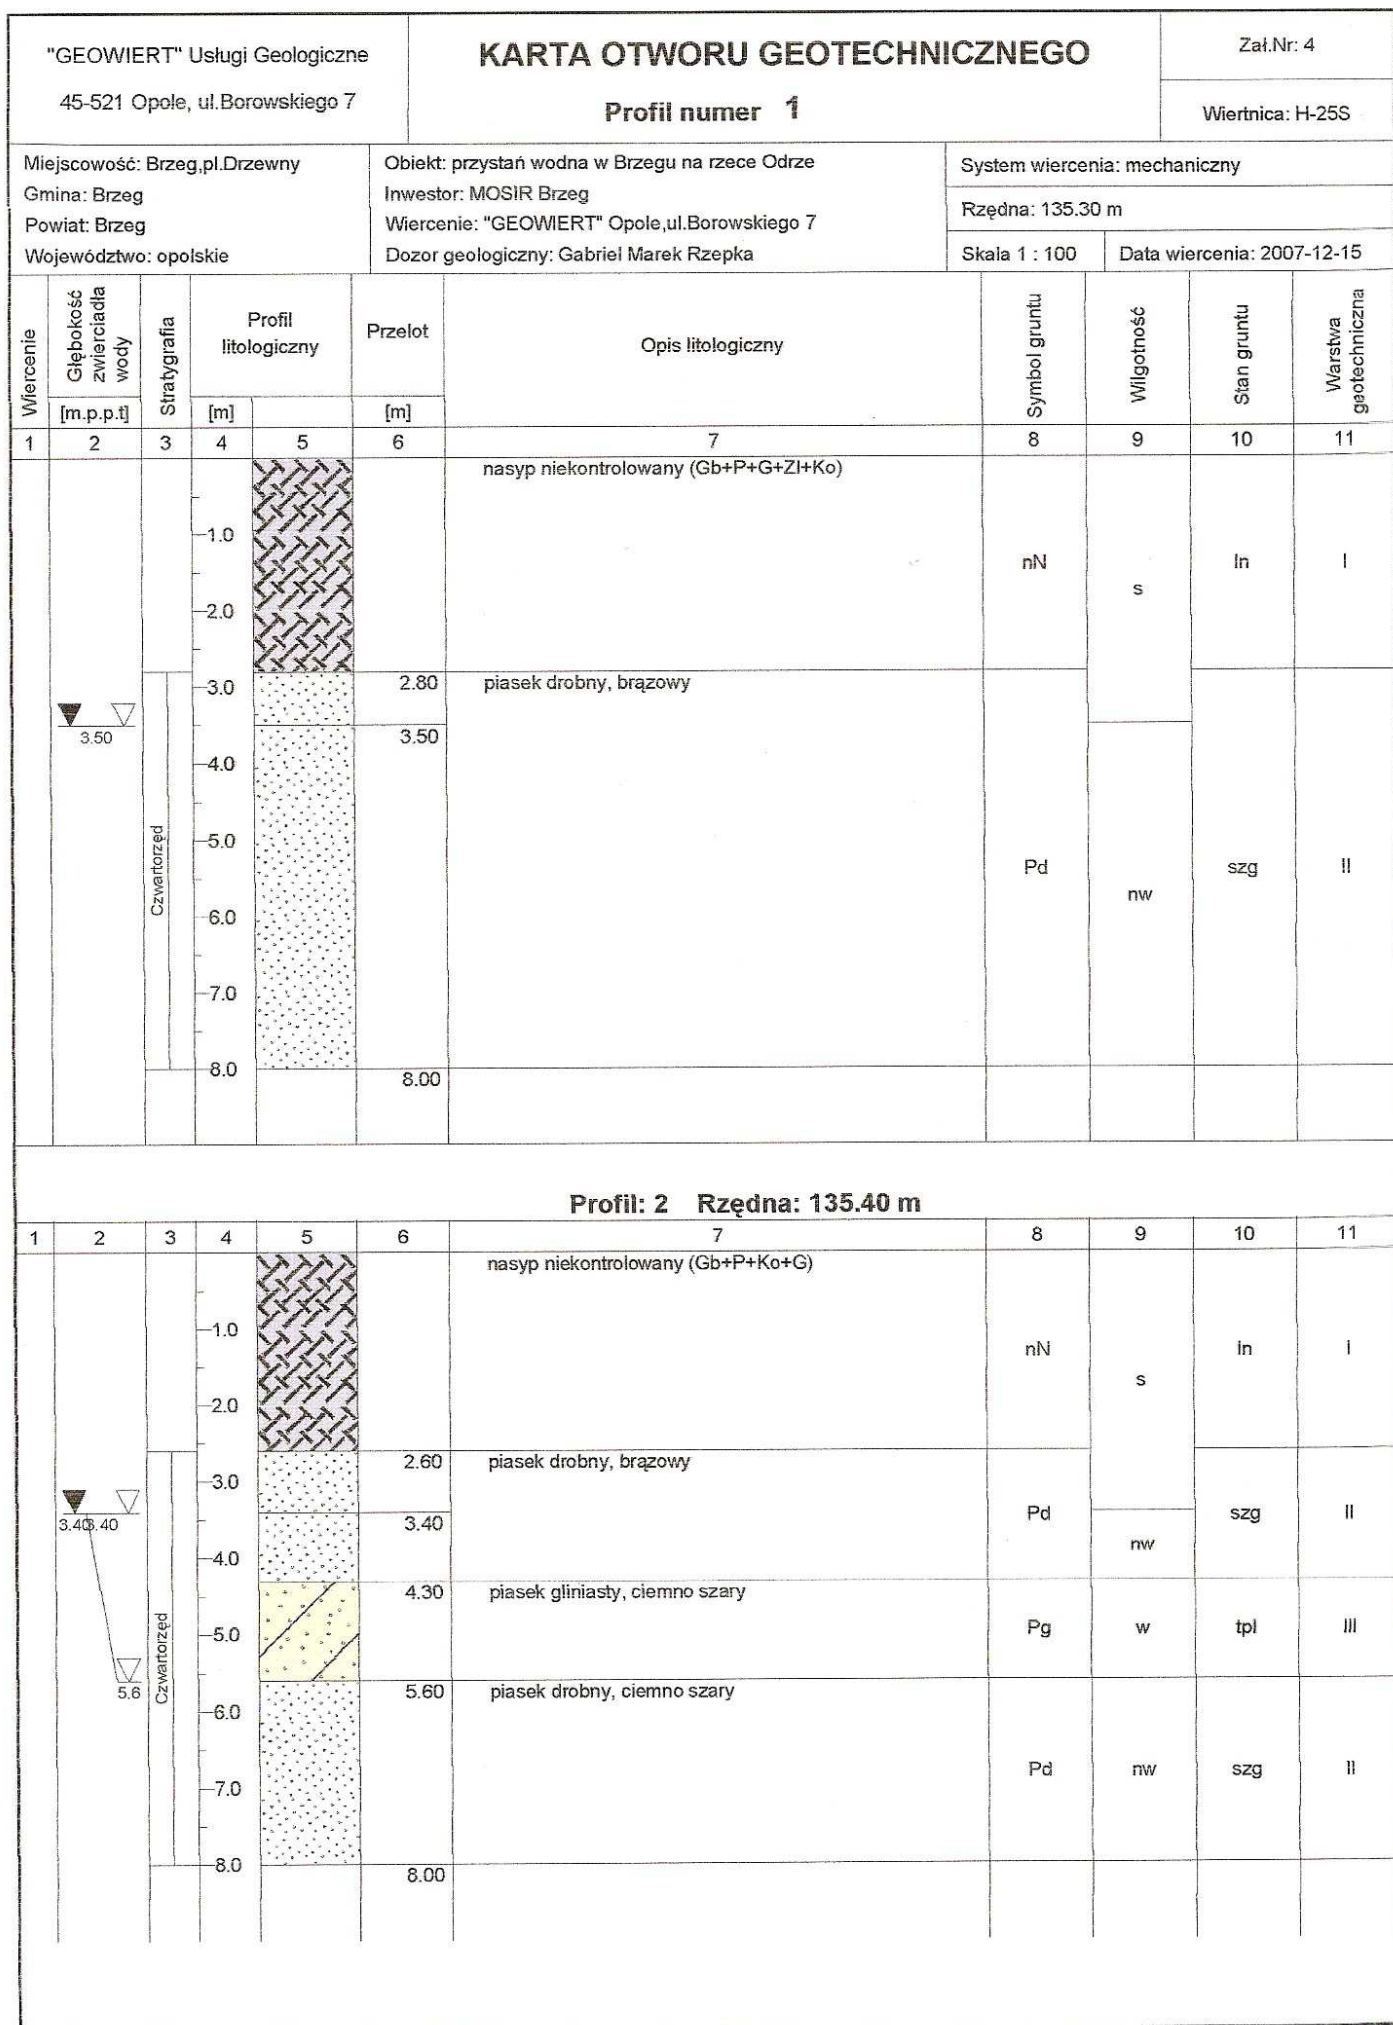 "GEOWIERT" Usługi Geologiczne
45-521 Opole, ul.Borowskiego 7
KARTA OTWORU GEOTECHNICZNEGO
Profil numer 1
Zał.Nr: 4
Wiertnica: H-25S
Miejscowość: Brzeg,pl.Drzewny
Gmina: Brzeg
Powiat: Brzeg
Województwo: opolskie
Obiekt: przystań wodna w Brzegu na rzece Odrze
Inwestor: MOSIR Brzeg
Wiercenie: "GEOWIERT" Opole,ul.Borowskiego 7
Dozór geologiczny: Gabriel Marek Rzepka
System wiercenia: mechaniczny
Rzędna: 135.30 m
Skala 1 : 100
Data wiercenia: 2007-12-15
Wiercenie
Głębokość
zwierciadła
wody
[m.p.p.t]
Stratygrafia
Profil
litologiczny
[m]
Przelot
[m]
Opis litologiczny
Symbol gruntu
Wilgotność
Stan gruntu
Warstwa
geotechniczna
1 2 3 4 5 6 7 8 9 10 11
nasyp niekontrolowany (Gb+P+G+Zl+Ko)
1.0
nN s ln I
2.0
3.0 2.80 piasek drobny, brązowy
3.50 3.50
4.0
5.0
Czwartorzęd
Pd nw szg II
6.0
7.0
8.0 8.00
Profil: 2 Rzędna: 135.40 m
1 2 3 4 5 6 7 8 9 10 11
nasyp niekontrolowany (Gb+P+Ko+G)
1.0
nN s ln I
2.0
2.60 piasek drobny, brązowy
3.0
3.40 3.40 3.40 Pd szg II
nw
4.0
4.30 piasek gliniasty, ciemno szary
5.0 Pg w tpl III
Czwartorzęd
5.6 5.60 piasek drobny, ciemno szary
6.0
7.0 Pd nw szg II
8.0 8.00